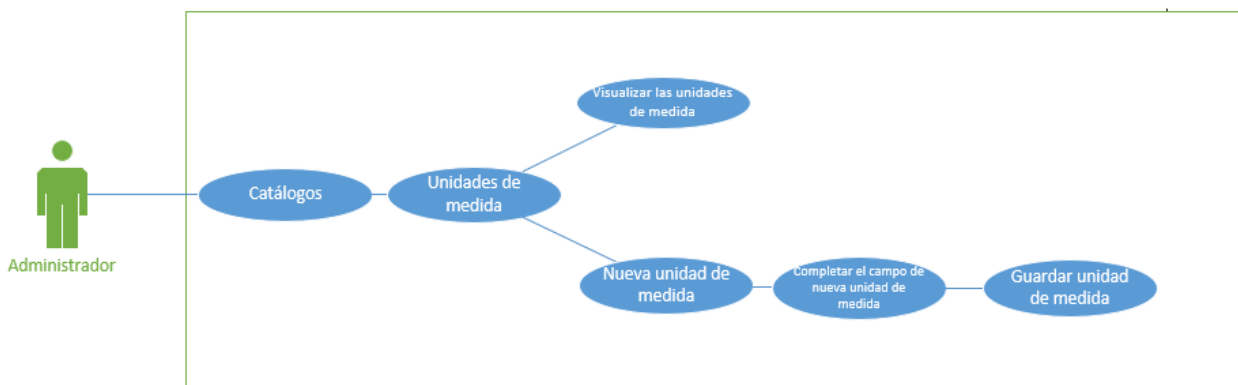 Visualizar las unidades
de medida
Catálogos
Unidades de
medida
Administrador
Nueva unidad de
medida
Completar el campo de
nueva unidad de
medida
Guardar unidad
de medida